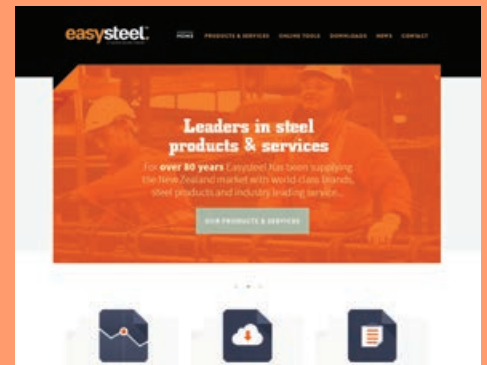 easysteel
HOME PRODUCTS & SERVICES ONLINE TOOLS DOWNLOADS NEWS CONTACT
Leaders in steel
products & services
For over 80 years Easysteel has been supplying
the New Zealand market with world class brands,
steel products and industry leading service...
OUR PRODUCTS & SERVICES